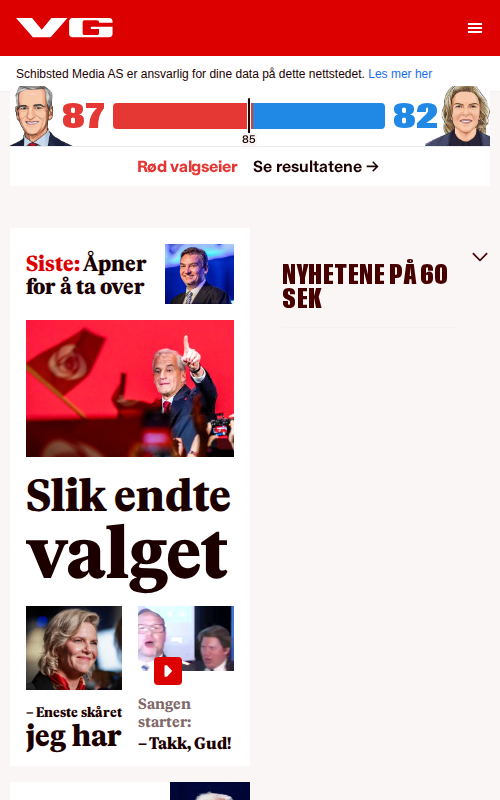 VG
Schibsted Media AS er ansvarlig for dine data på dette nettstedet. Les mer her
87
82
85
Rød valgseier Se resultatene →
Siste: Åpner
for å ta over
Slik endte
valget
– Eneste skåret
jeg har
Sangen
starter:
– Takk, Gud!
NYHETENE PÅ 60
SEK